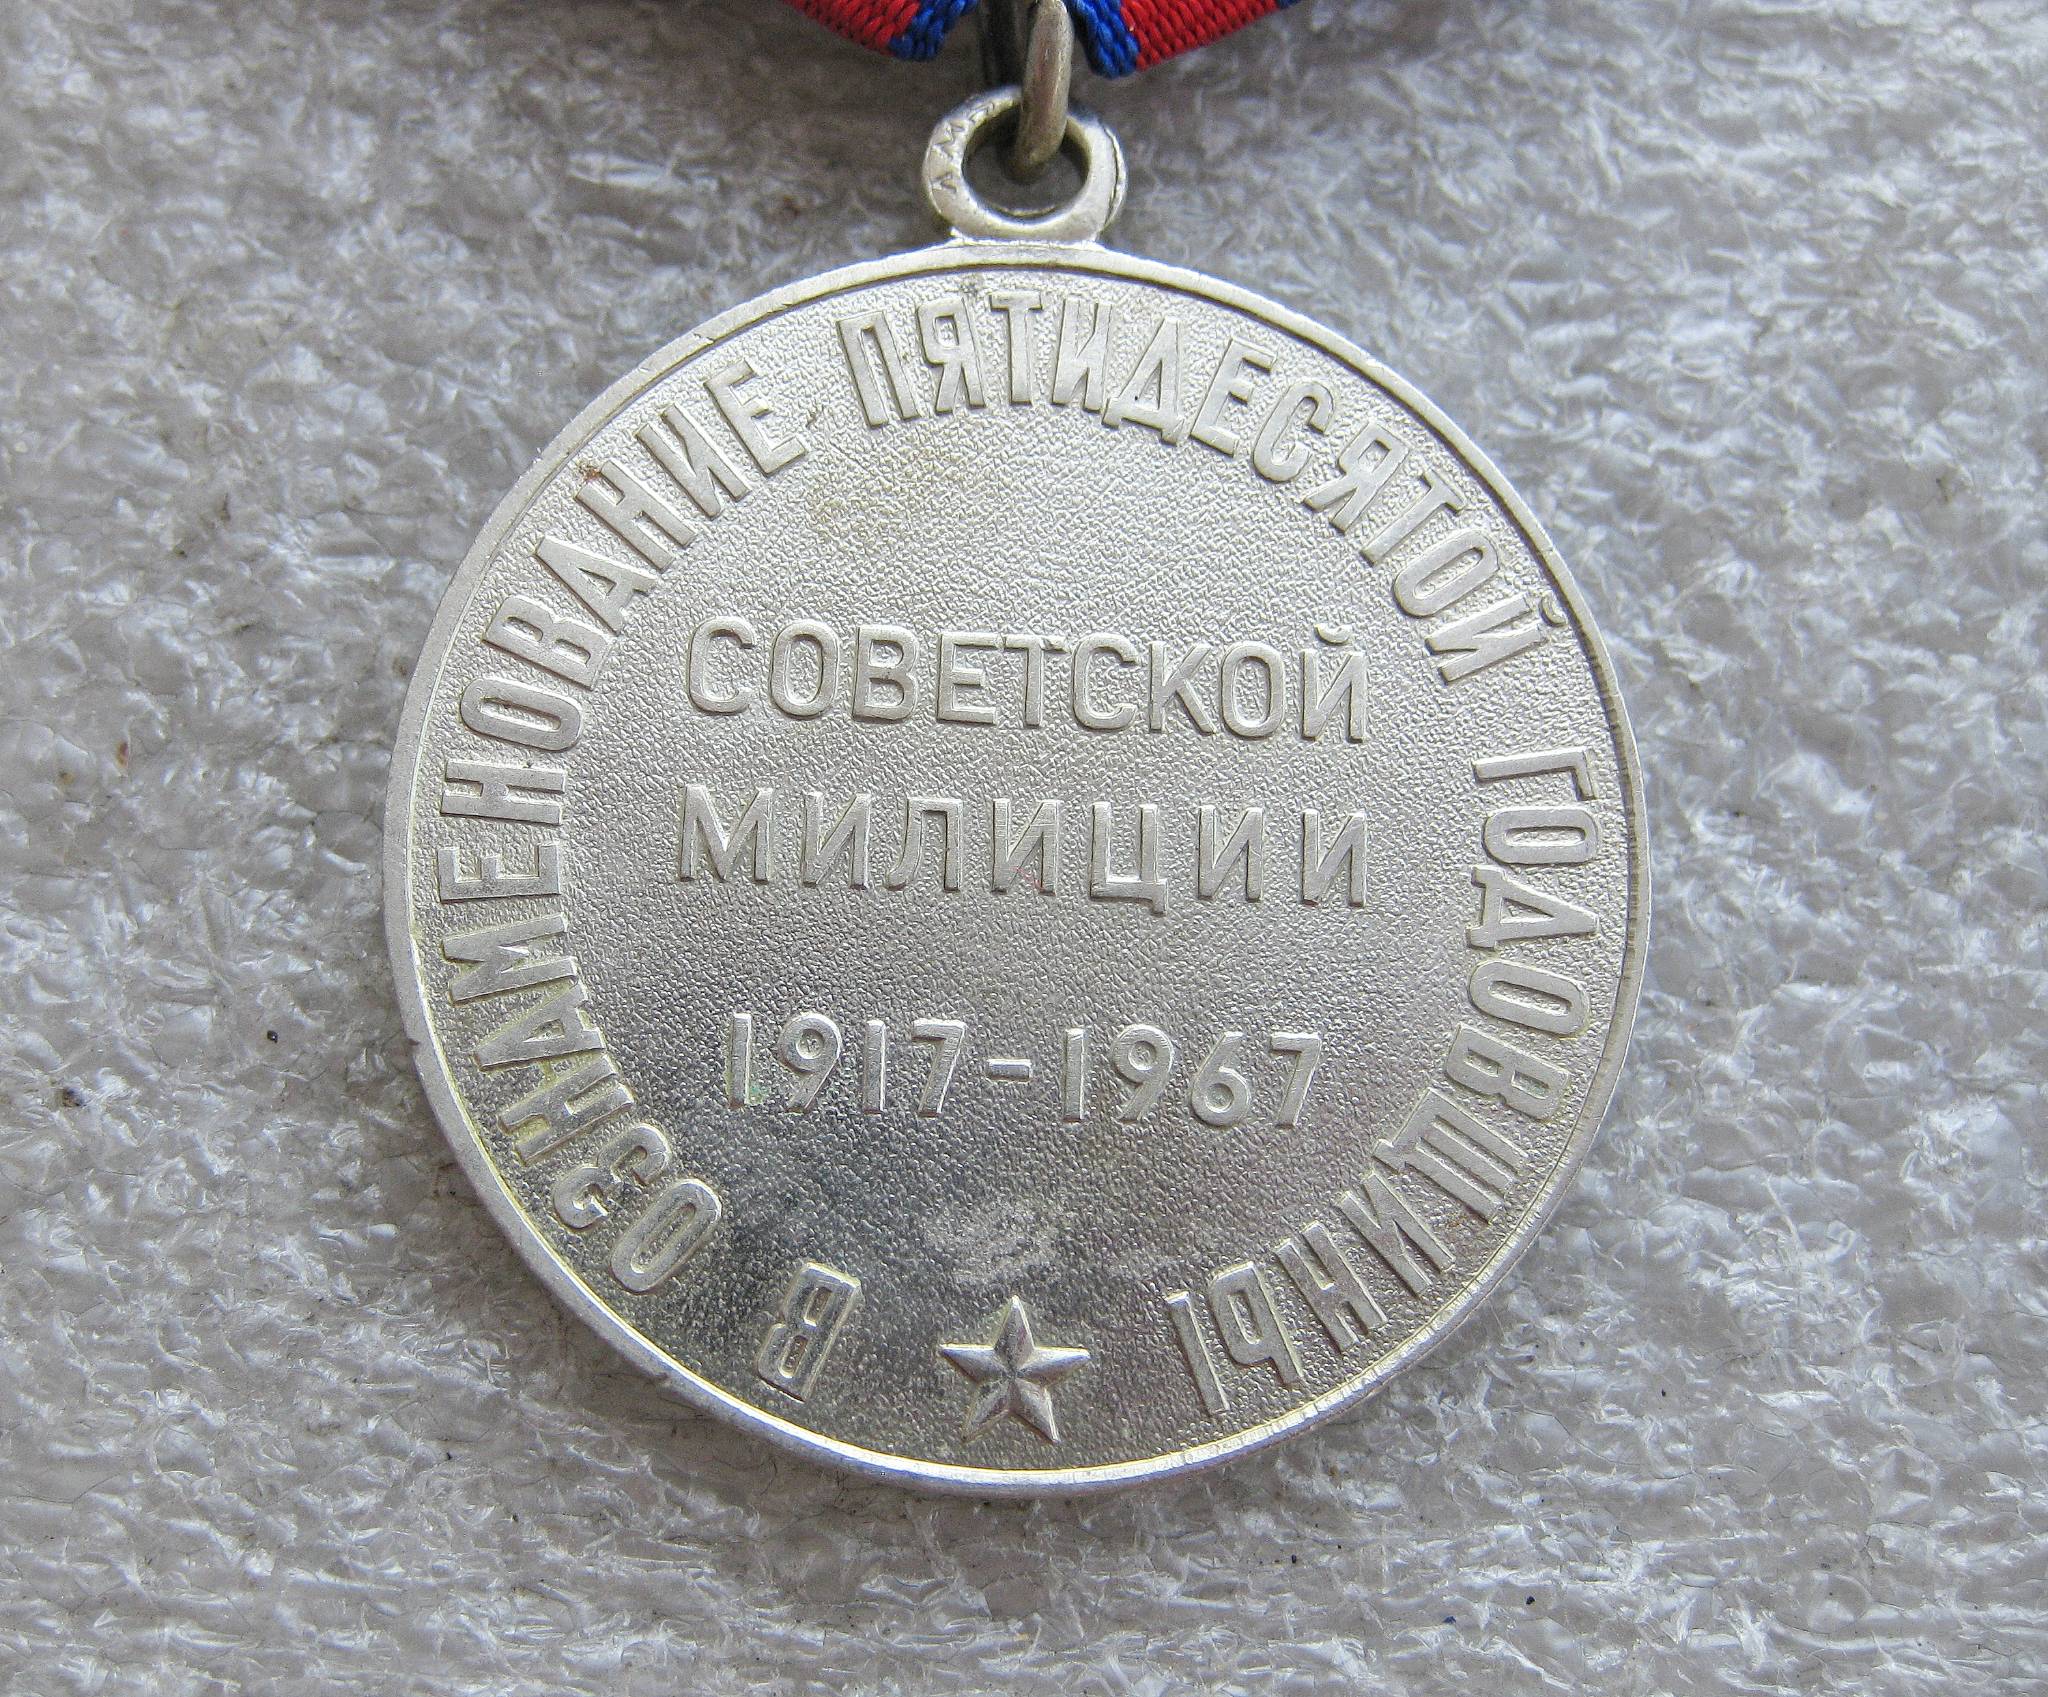 В ОЗНАМЕНОВАНИЕ ПЯТИДЕСЯТОЙ ГОДОВЩИНЫ
СОВЕТСКОЙ
МИЛИЦИИ
1917-1967